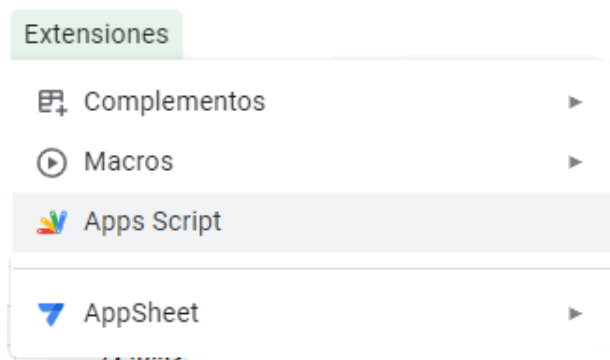 Extensiones
Complementos
Macros
Apps Script
AppSheet